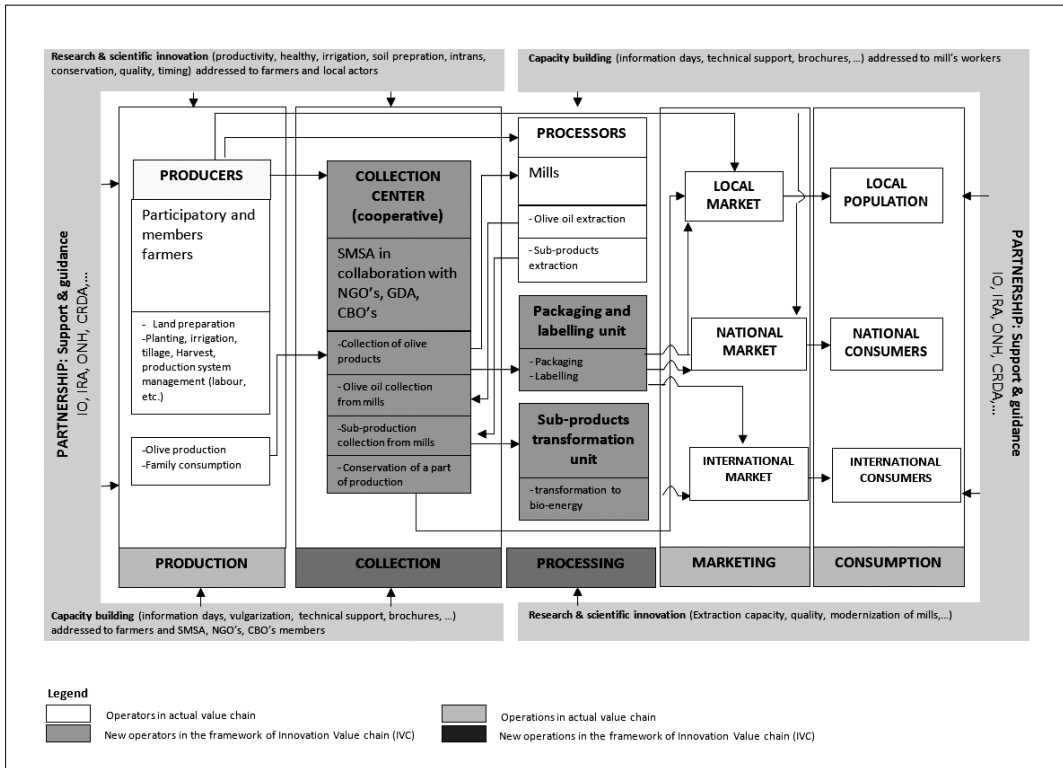 Research & scientific innovation (productivity, healthy, irrigation, soil prepration, intrans,
conservation, quality, timing) addressed to farmers and local actors
Capacity building (information days, technical support, brochures, ...) addressed to mill's workers
PARTNERSHIP: Support & guidance
IO, IRA, ONH, CRDA,...
PRODUCERS
Participatory and
members
farmers
- Land preparation
-Planting, irrigation,
tillage, Harvest,
production system
management (labour,
etc.)
-Olive production
-Family consumption
PRODUCTION
COLLECTION
CENTER
(cooperative)
SMSA in
collaboration with
NGO's, GDA,
CBO's
-Collection of olive
products
-Olive oil collection
from mills
-Sub-production
collection from mills
- Conservation of a part
of production
COLLECTION
PROCESSORS
Mills
-Olive oil extraction
-Sub-products
extraction
Packaging and
labelling unit
- Packaging
- Labelling
Sub-products
transformation
unit
-transformation to
bio-energy
PROCESSING
LOCAL
MARKET
NATIONAL
MARKET
INTERNATIONAL
MARKET
MARKETING
LOCAL
POPULATION
NATIONAL
CONSUMERS
INTERNATIONAL
CONSUMERS
CONSUMPTION
PARTNERSHIP: Support & guidance
IO, IRA, ONH, CRDA,...
Capacity building (information days, vulgarization, technical support, brochures, ...)
addressed to farmers and SMSA, NGO's, CBO's members
Research & scientific innovation (Extraction capacity, quality, modernization of mills,...)
Legend
Operators in actual value chain
New operators in the framework of Innovation Value chain (IVC)
Operations in actual value chain
New operations in the framework of Innovation Value chain (IVC)